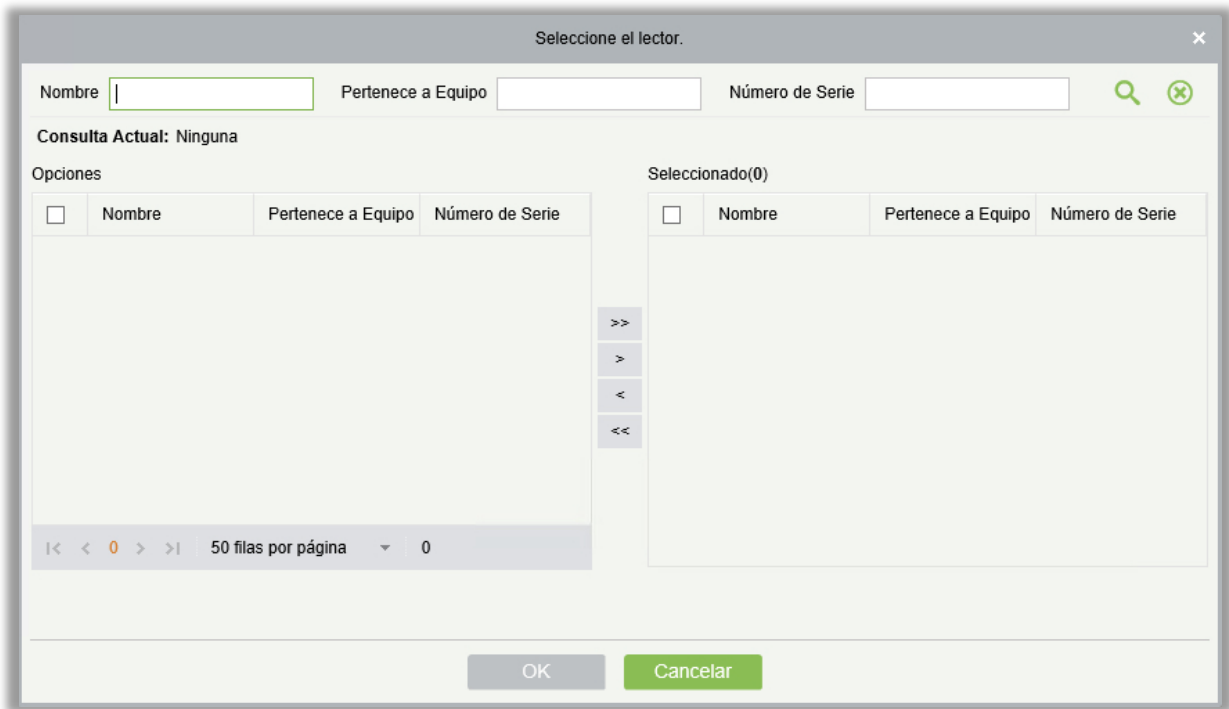 Seleccione el lector.
Nombre Pertenece a Equipo Número de Serie
Consulta Actual: Ninguna
Opciones Seleccionado(0)
Nombre Pertenece a Equipo Número de Serie Nombre Pertenece a Equipo Número de Serie
>>
>
<
<<
|< < 0 > >| 50 filas por página 0
OK Cancelar